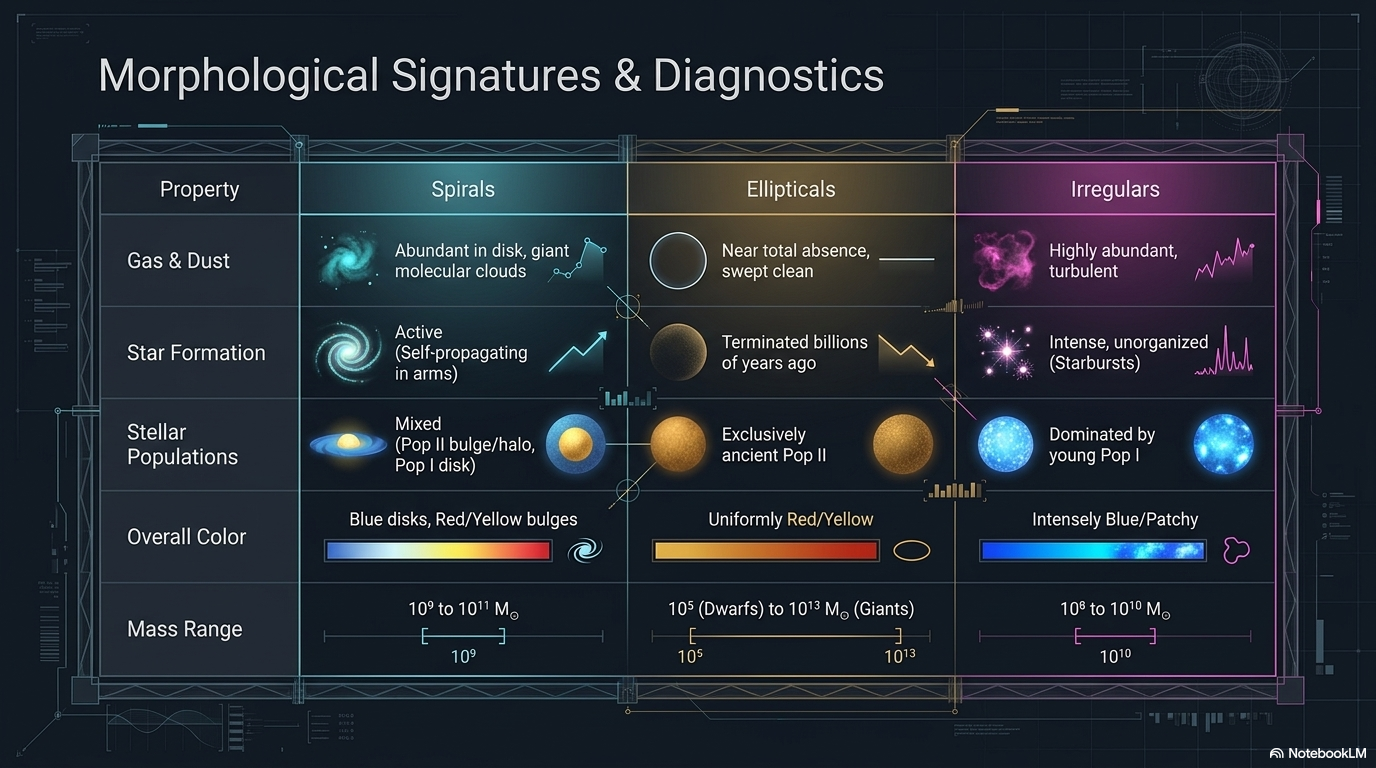 Morphological Signatures & Diagnostics
Property
Spirals
Ellipticals
Irregulars
Gas & Dust
Abundant in disk, giant
molecular clouds
Near total absence,
swept clean
Highly abundant,
turbulent
Star Formation
Active
(Self-propagating
in arms)
Terminated billions
of years ago
Intense, unorganized
(Starbursts)
Stellar
Populations
Mixed
(Pop II bulge/halo,
Pop I disk)
Exclusively
ancient Pop II
Dominated by
young Pop I
Overall Color
Blue disks, Red/Yellow bulges
Uniformly Red/Yellow
Intensely Blue/Patchy
Mass Range
10⁹ to 10¹¹ M☉
10⁹
10⁵ (Dwarfs) to 10¹³ M☉ (Giants)
10⁵
10¹³
10⁸ to 10¹⁰ M☉
10¹⁰
NotebookLM